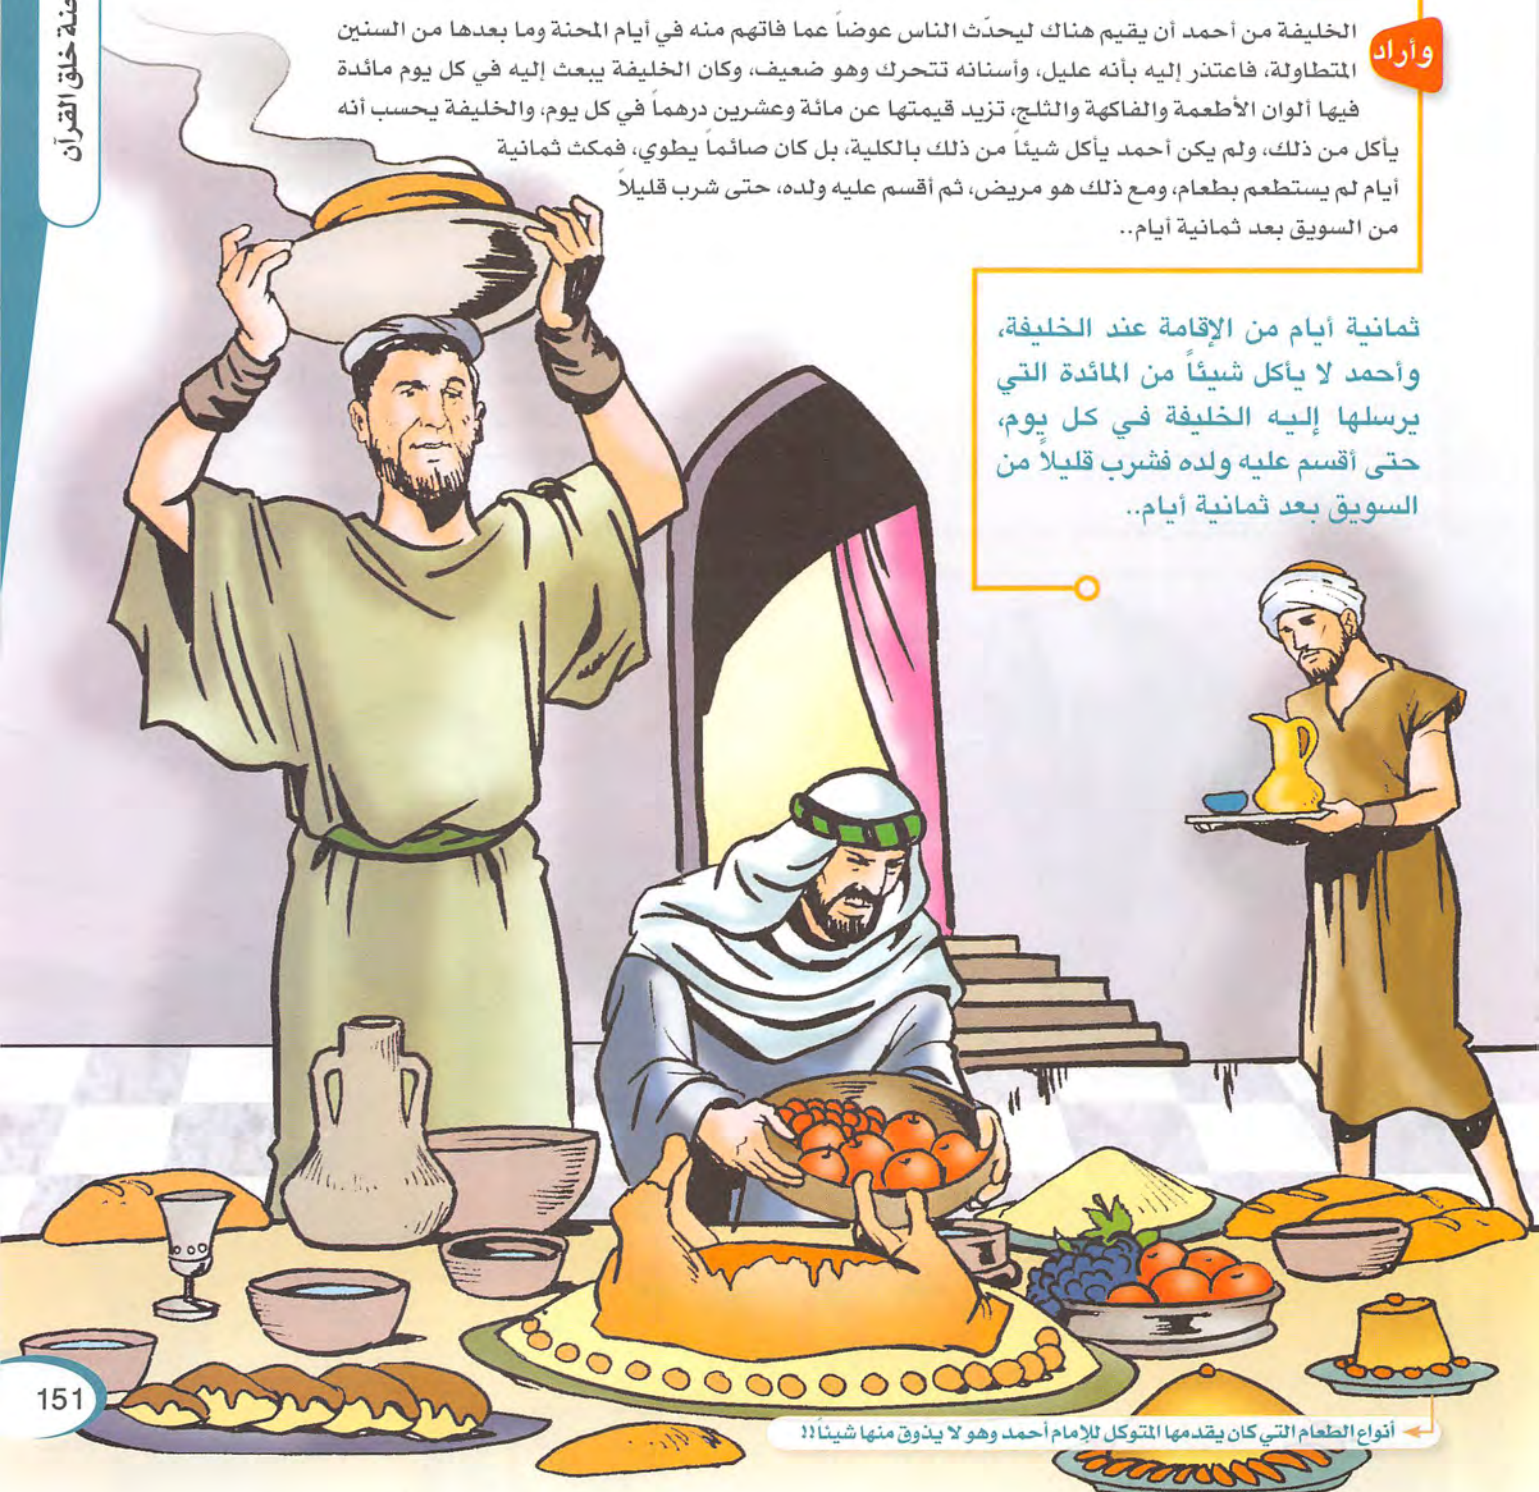 خلق القرآن
وأراد
الخليفة من أحمد أن يقيم هناك ليحدّث الناس عوضاً عما فاتهم منه في أيام المحنة وما بعدها من السنين
المتطاولة، فاعتذر إليه بأنه عليل، وأسنانه تتحرك وهو ضعيف، وكان الخليفة يبعث إليه في كل يوم مائدة
فيها ألوان الأطعمة والفاكهة والثلج، تزيد قيمتها عن مائة وعشرين درهماً في كل يوم، والخليفة يحسب أنه
يأكل من ذلك، ولم يكن أحمد يأكل شيئاً من ذلك بالكلية، بل كان صائماً يطوي، فمكث ثمانية
أيام لم يستطعم بطعام، ومع ذلك هو مريض، ثم أقسم عليه ولده، حتى شرب قليلاً
من السويق بعد ثمانية أيام..
ثمانية أيام من الإقامة عند الخليفة،
وأحمد لا يأكل شيئاً من المائدة التي
يرسلها إليه الخليفة في كل يوم،
حتى أقسم عليه ولده فشرب قليلاً من
السويق بعد ثمانية أيام..
أنواع الطعام التي كان يقدمها المتوكل للإمام أحمد وهو لا يذوق منها شيئاً!!
151